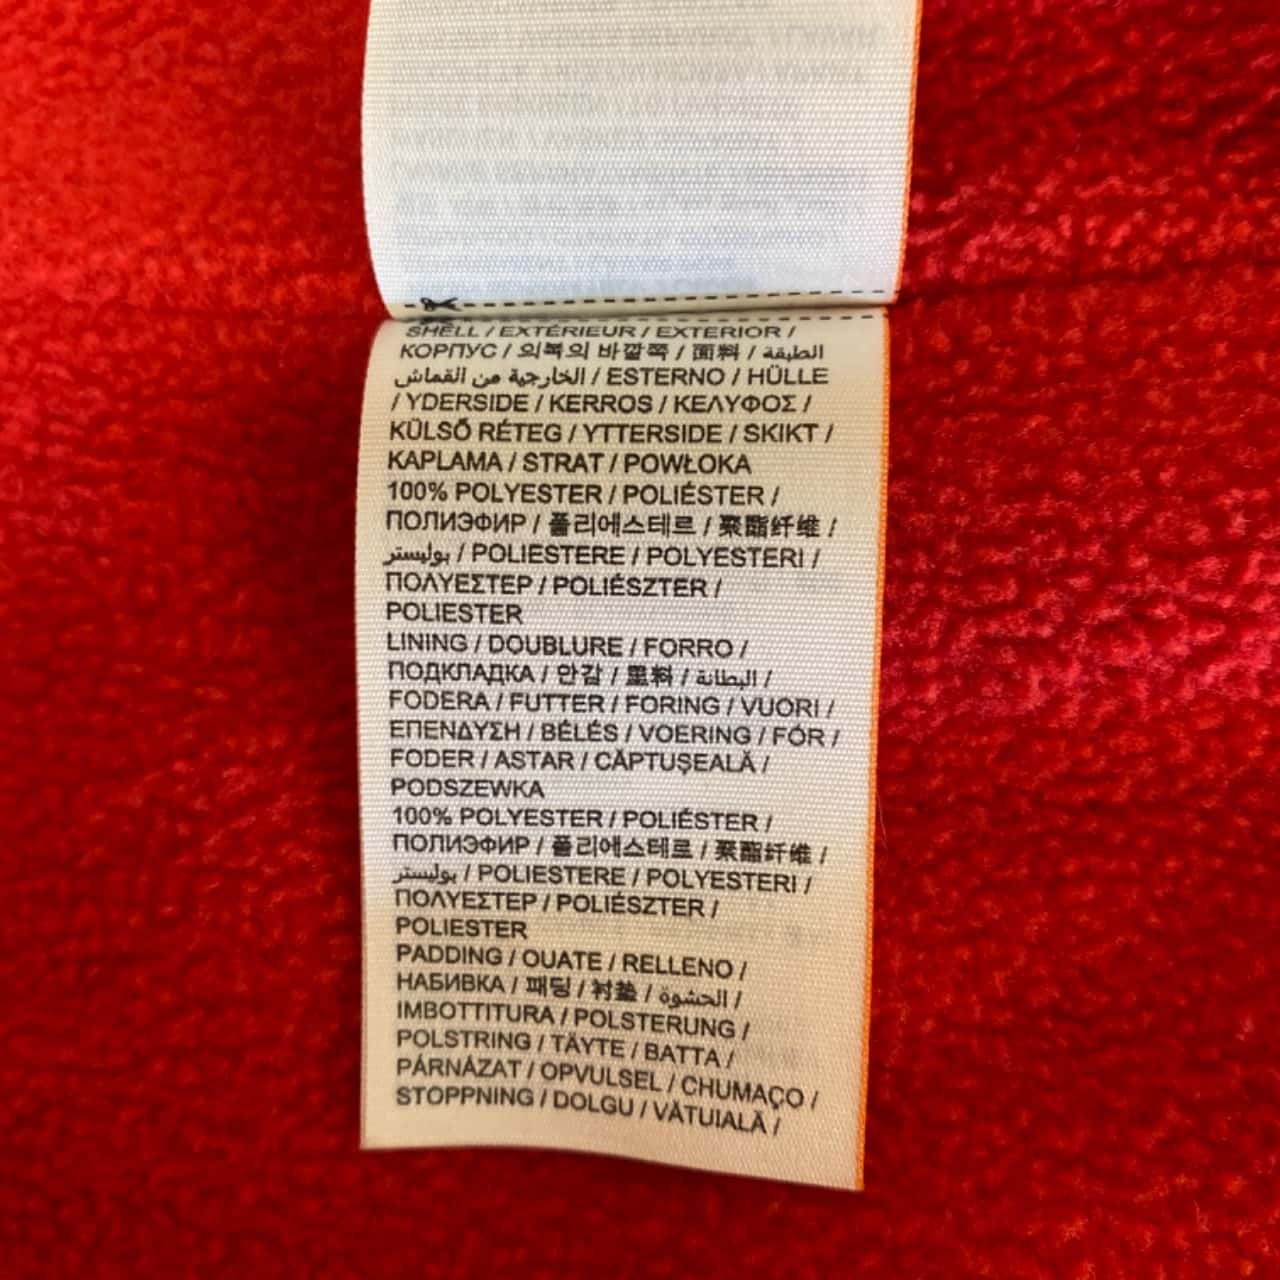 SHELL / EXTÉRIEUR / EXTERIOR /
КОРПУС / 의복의 바깥쪽 / 面料 / الطبقة
الخارجية من القماش / ESTERNO / HÜLLE
/ YDERSIDE / KERROS / ΚΕΛΥΦΟΣ /
KÜLSŐ RÉTEG / YTTERSIDE / SKIKT /
KAPLAMA / STRAT / POWŁOKA
100% POLYESTER / POLIÉSTER /
ПОЛИЭФИР / 폴리에스테르 / 聚酯纤维 /
بوليستر / POLIESTERE / POLYESTERI /
ΠΟΛΥΕΣΤΕΡ / POLIÉSZTER /
POLIESTER
LINING / DOUBLURE / FORRO /
ПОДКЛАДКА / 안감 / 里料 / البطانة /
FODERA / FUTTER / FORING / VUORI /
ΕΠΕΝΔΥΣΗ / BÉLÉS / VOERING / FÓR /
FODER / ASTAR / CĂPTUȘEALĂ /
PODSZEWKA
100% POLYESTER / POLIÉSTER /
ПОЛИЭФИР / 폴리에스테르 / 聚酯纤维 /
بوليستر / POLIESTERE / POLYESTERI /
ΠΟΛΥΕΣΤΕΡ / POLIÉSZTER /
POLIESTER
PADDING / OUATE / RELLENO /
НАБИВКА / 패딩 / 衬垫 / الحشوة /
IMBOTTITURA / POLSTERUNG /
POLSTRING / TÄYTE / ΒΑΤΤΑ /
PÁRNÁZAT / OPVULSEL / CHUMAÇO /
STOPPNING / DOLGU / VĂTUIALĂ /